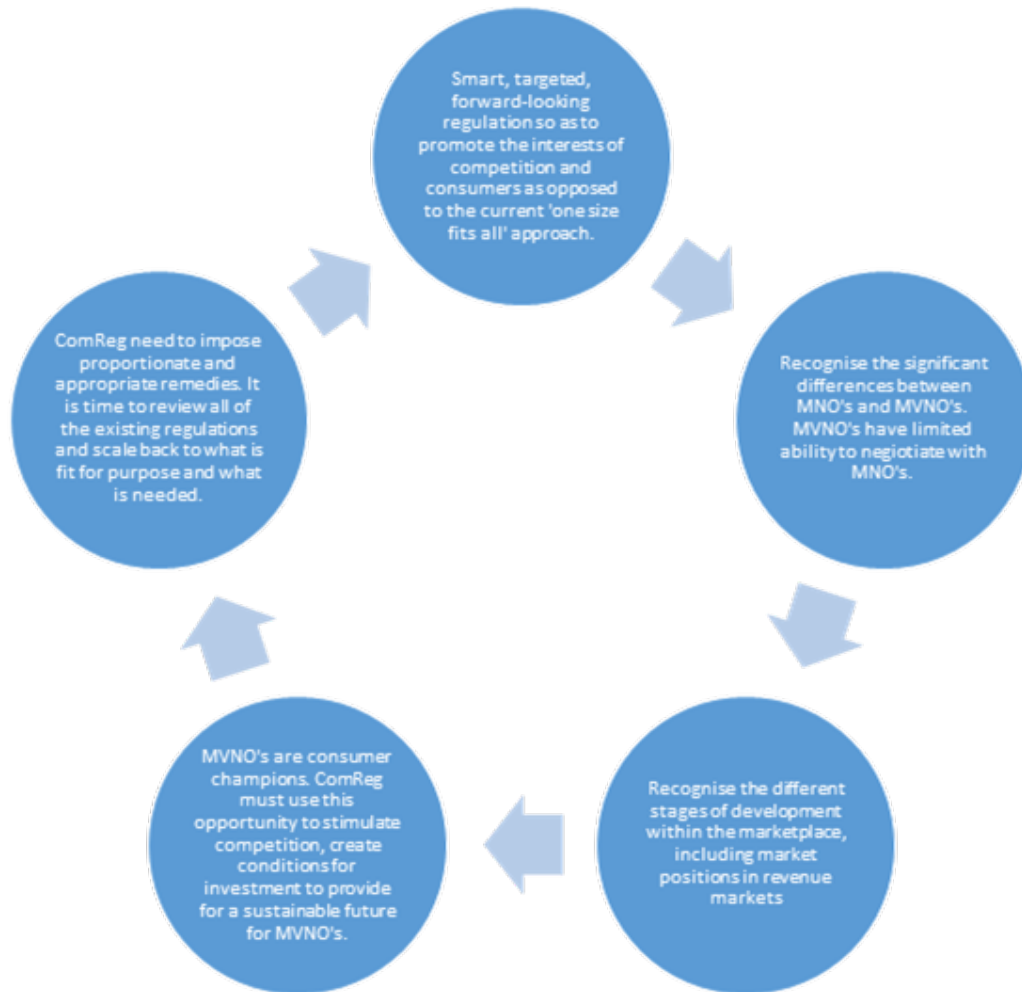 Smart, targeted,
forward-looking
regulation so as to
promote the interests of
competition and
consumers as opposed
to the current 'one size
fits all' approach.
Recognise the significant
differences between
MNO's and MVNO's.
MVNO's have limited
ability to negiotiate with
MNO's.
Recognise the different
stages of development
within the marketplace,
including market
positions in revenue
markets
MVNO's are consumer
champions. ComReg
must use this
opportunity to stimulate
competition, create
conditions for
investment to provide
for a sustainable future
for MVNO's.
ComReg need to impose
proportionate and
appropriate remedies. It
is time to review all of
the existing regulations
and scale back to what is
fit for purpose and what
is needed.